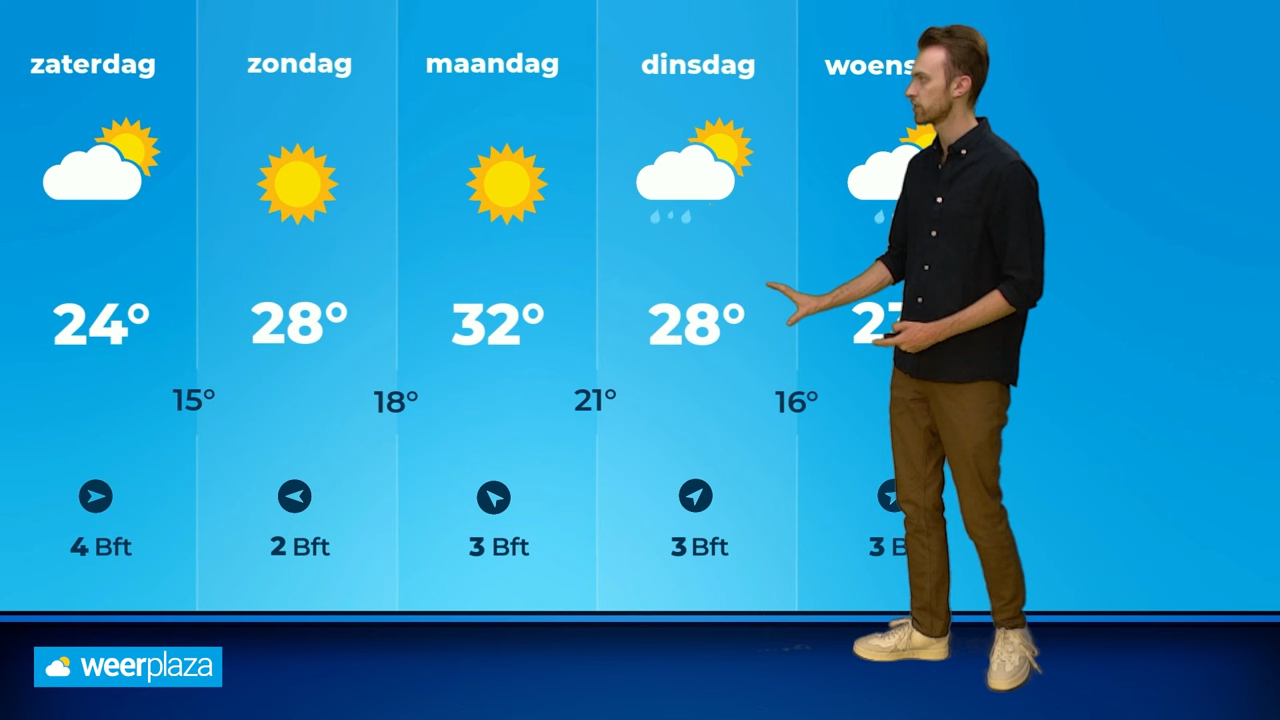 zaterdag zondag maandag dinsdag
24° 28° 32° 28°
15° 18° 21° 16°
4 Bft 2 Bft 3 Bft 3 Bft 3
weerplaza